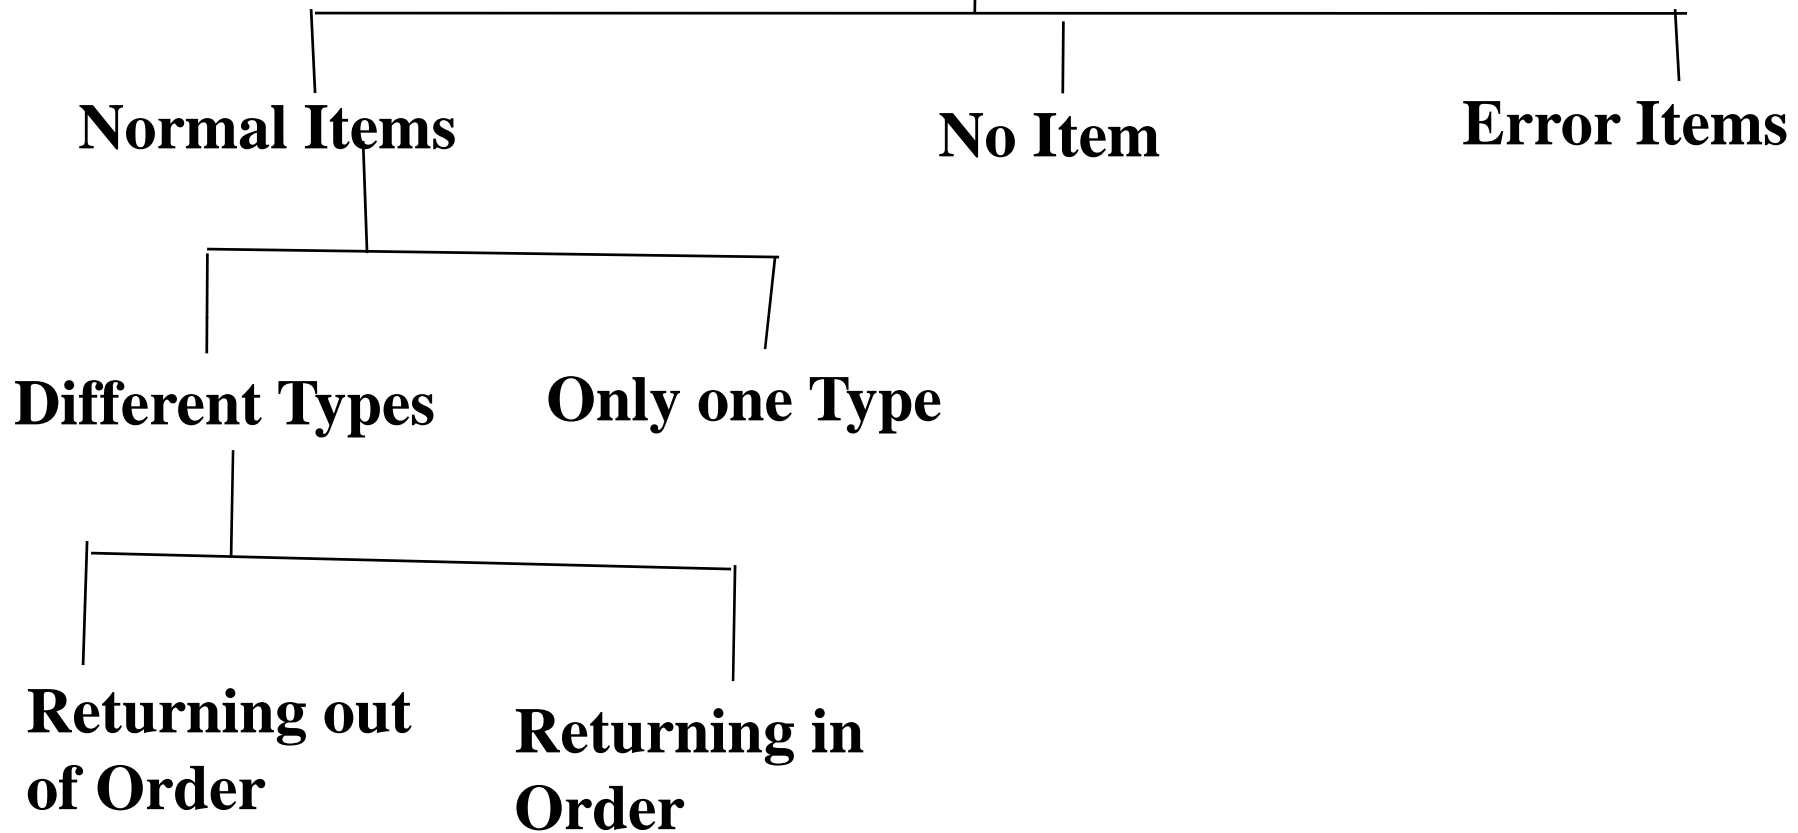 Normal Items
No Item
Error Items
Different Types
Only one Type
Returning out
of Order
Returning in
Order